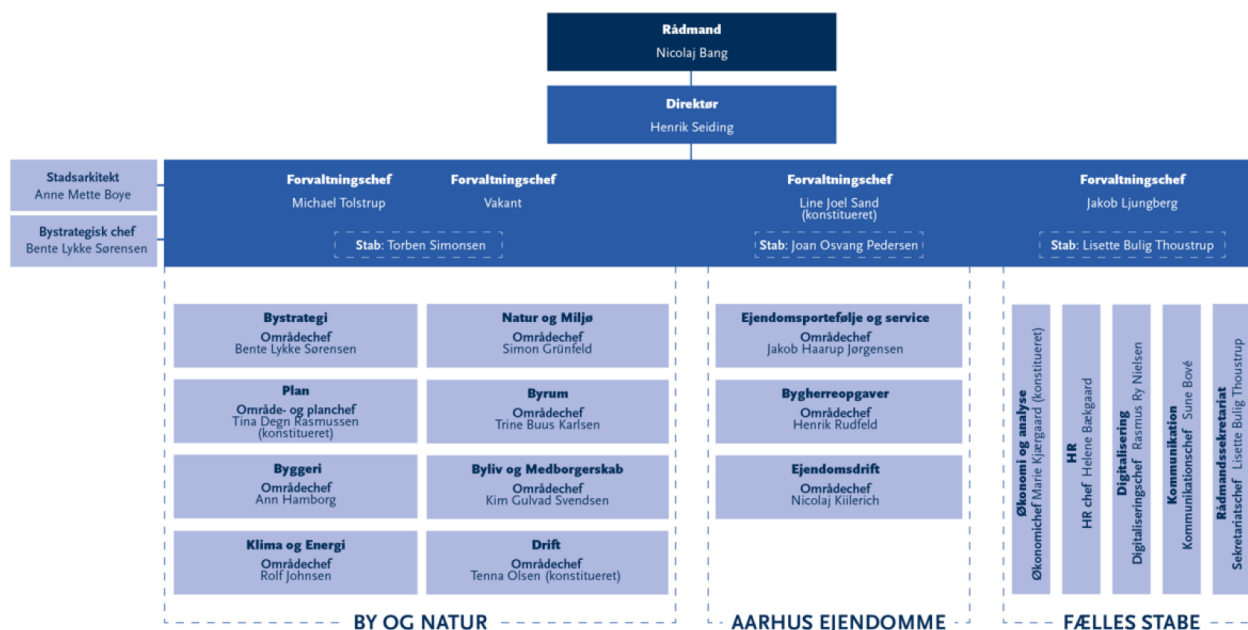 Rådmand
Nicolaj Bang
Direktør
Henrik Seiding
Stadsarkitekt
Anne Mette Boye
Bystrategisk chef
Bente Lykke Sørensen
Forvaltningschef
Michael Tolstrup
Forvaltningschef
Vakant
Stab: Torben Simonsen
Forvaltningschef
Line Joel Sand
(konstitueret)
Stab: Joan Osvang Pedersen
Forvaltningschef
Jakob Ljungberg
Stab: Lisette Bulig Thoustrup
Bystrategi
Områdechef
Bente Lykke Sørensen
Plan
Område- og planchef
Tina Degn Rasmussen
(konstitueret)
Byggeri
Områdechef
Ann Hamborg
Klima og Energi
Områdechef
Rolf Johnsen
Natur og Miljø
Områdechef
Simon Grünfeld
Byrum
Områdechef
Trine Buus Karlsen
Byliv og Medborgerskab
Områdechef
Kim Gulvad Svendsen
Drift
Områdechef
Tenna Olsen (konstitueret)
BY OG NATUR
Ejendomsportefølje og service
Områdechef
Jakob Haarup Jørgensen
Bygherreopgaver
Områdechef
Henrik Rudfeld
Ejendomsdrift
Områdechef
Nicolaj Kiilerich
AARHUS EJENDOMME
Økonomi og analyse
Økonomichef Marie Kjærgaard (konstitueret)
HR
HR chef Helene Bækgaard
Digitalisering
Digitaliseringschef Rasmus Ry Nielsen
Kommunikation
Kommunikationschef Sune Bové
Rådmandssekretariat
Sekretariatschef Lisette Bulig Thoustrup
FÆLLES STABE